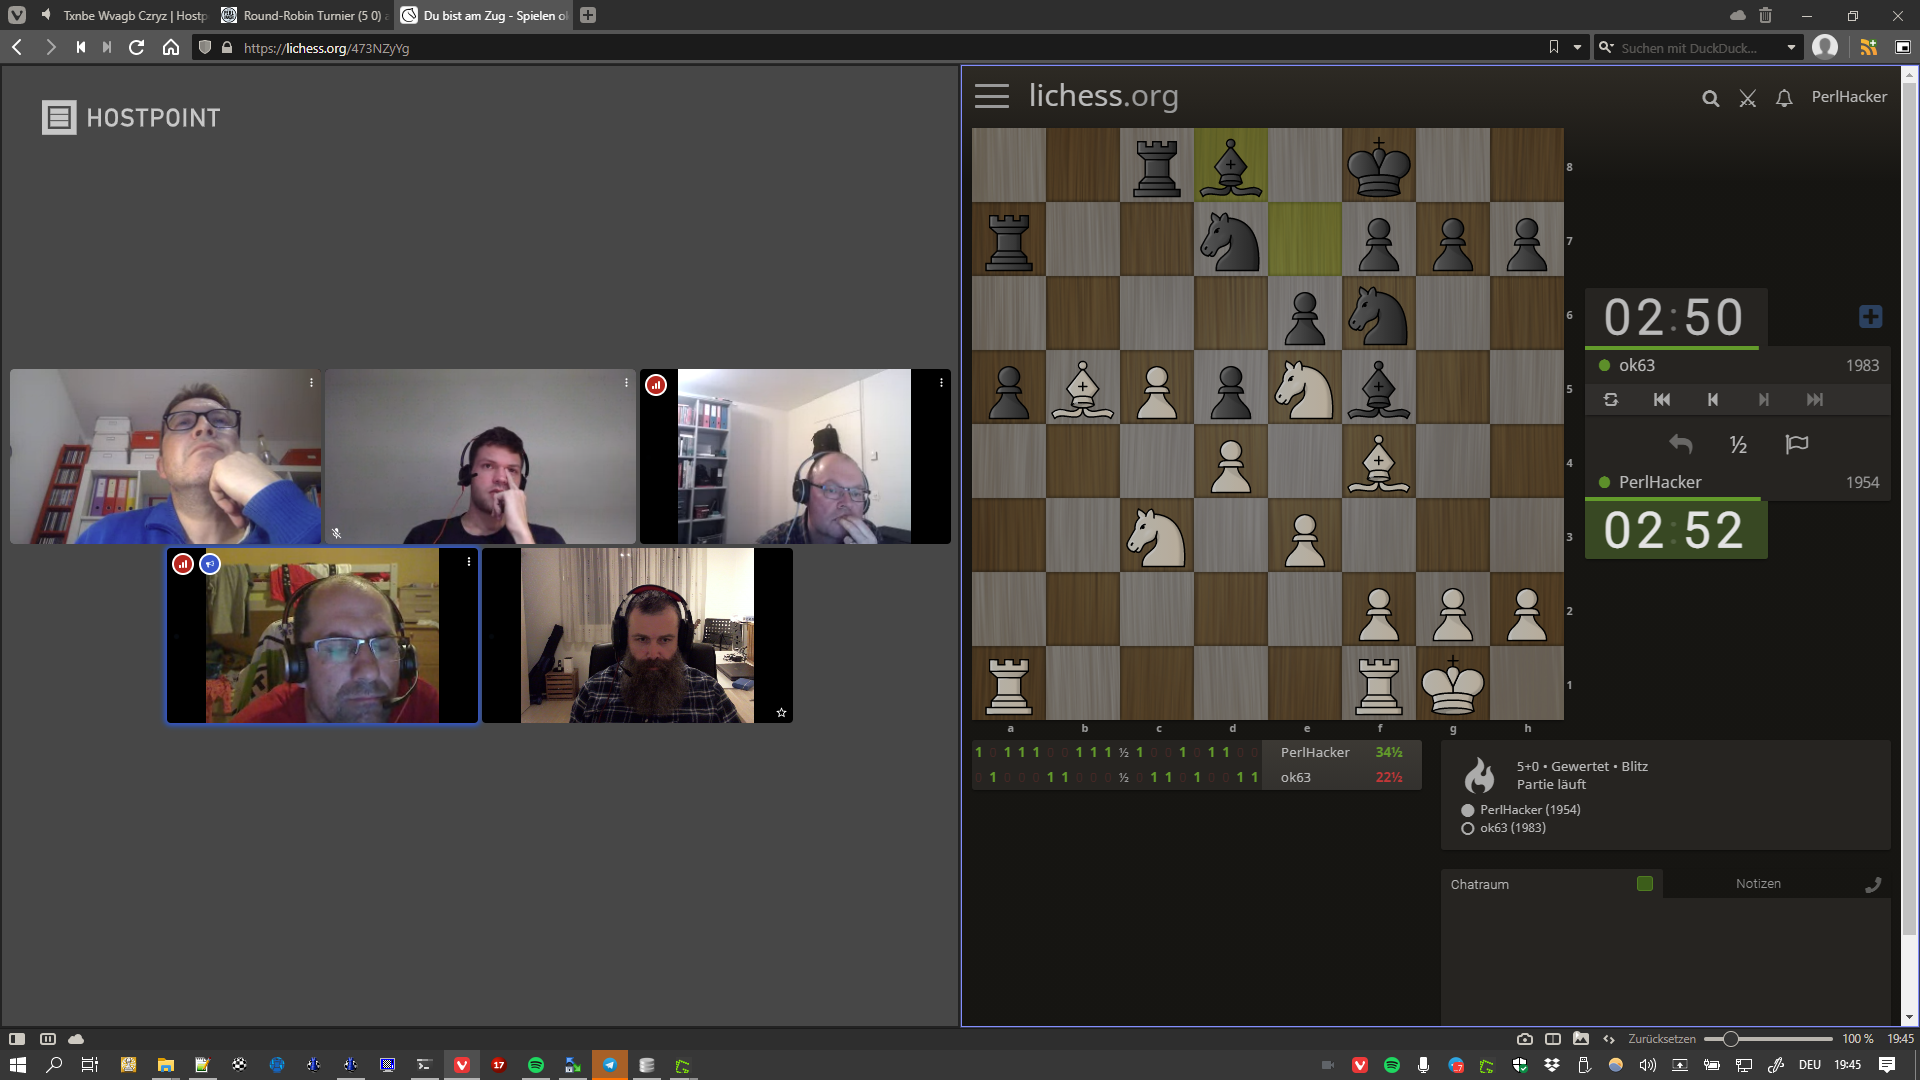 Txnbe Wvagb Czryz | Hostp
Round-Robin Turnier (5 0)
Du bist am Zug - Spielen o
https://lichess.org/473NZyYg
Suchen mit DuckDuck...
HOSTPOINT
lichess.org
PerlHacker
8
7
6
5
4
3
2
1
a b c d e f g h
02:50
ok63 1983
½
PerlHacker 1954
02:52
1 0 1 1 1 0 0 1 1 1 ½ 1 0 0 1 0 1 1 0 0 PerlHacker 34½
0 1 0 0 0 1 1 0 0 0 ½ 0 1 1 0 1 0 0 1 1 ok63 22½
5+0 • Gewertet • Blitz
Partie läuft
PerlHacker (1954)
ok63 (1983)
Chatraum
Notizen
Zurücksetzen 100 % 19:45
17
DEU 19:45